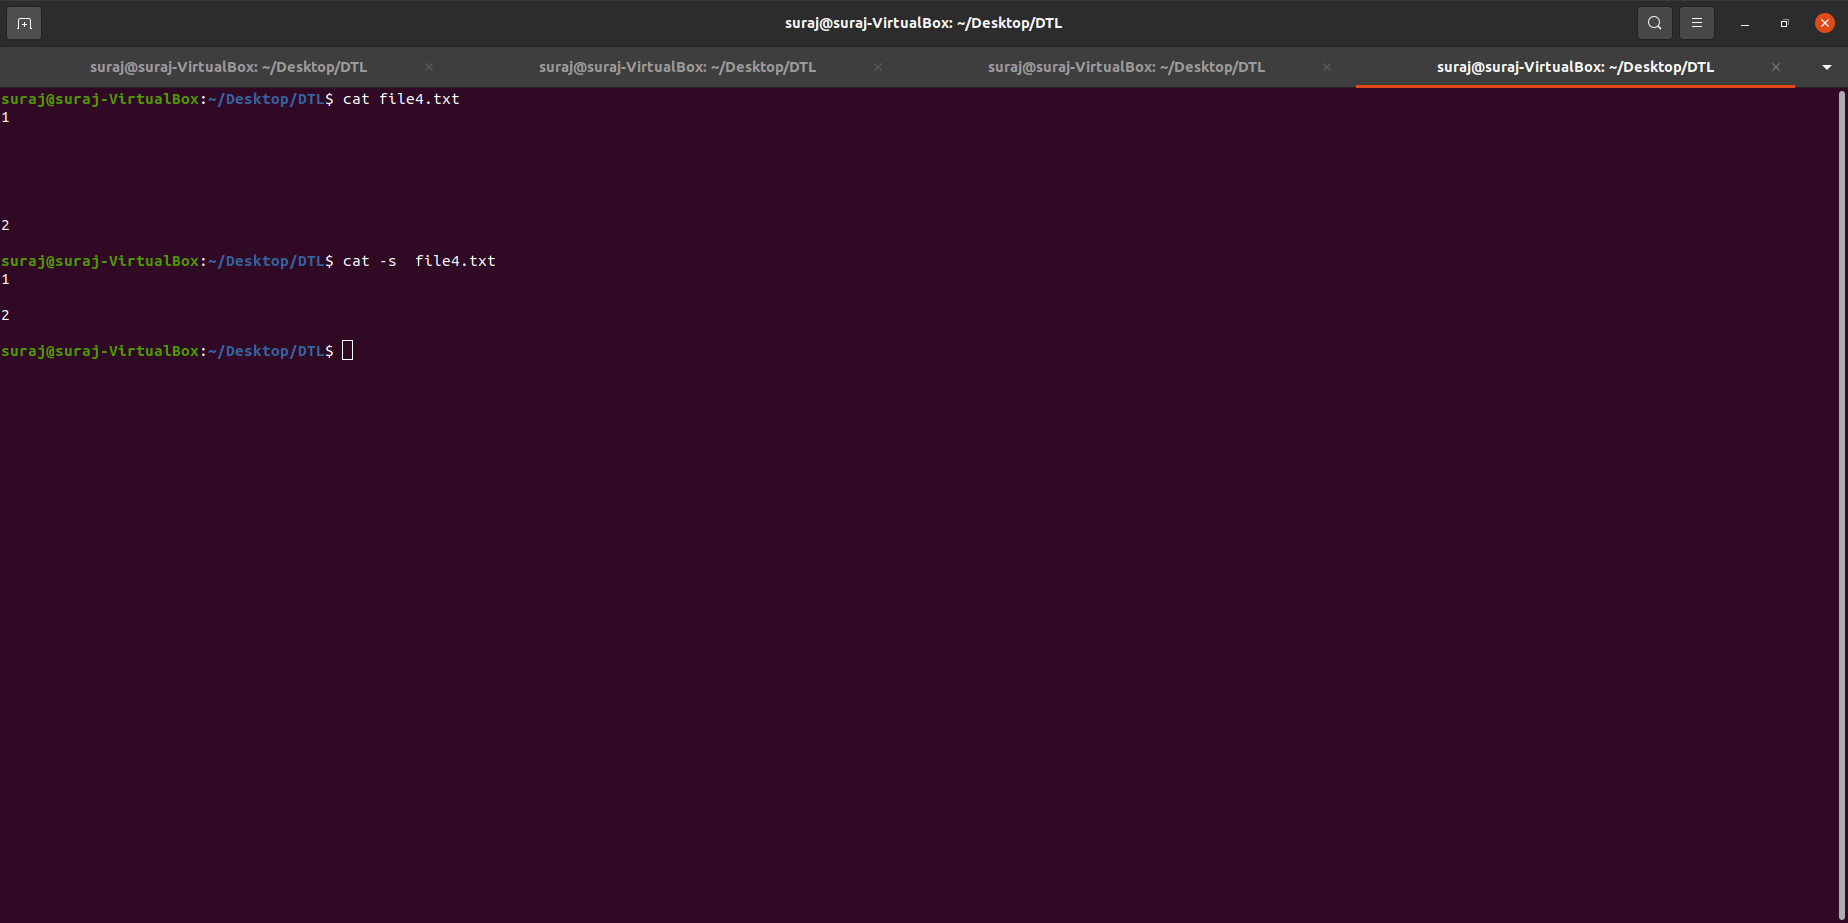 suraj@suraj-VirtualBox: ~/Desktop/DTL
suraj@suraj-VirtualBox: ~/Desktop/DTL
suraj@suraj-VirtualBox: ~/Desktop/DTL
suraj@suraj-VirtualBox: ~/Desktop/DTL
suraj@suraj-VirtualBox: ~/Desktop/DTL
suraj@suraj-VirtualBox:~/Desktop/DTL$ cat file4.txt
1
2
suraj@suraj-VirtualBox:~/Desktop/DTL$ cat -s  file4.txt
1
2
suraj@suraj-VirtualBox:~/Desktop/DTL$